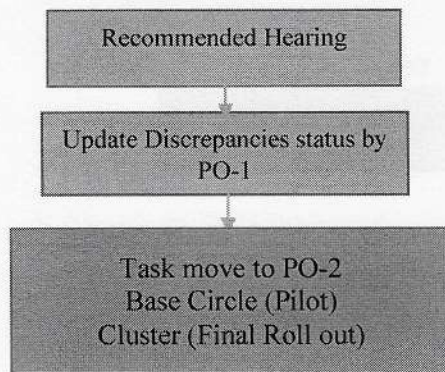 Recommended Hearing
Update Discrepancies status by
PO-1
Task move to PO-2
Base Circle (Pilot)
Cluster (Final Roll out)